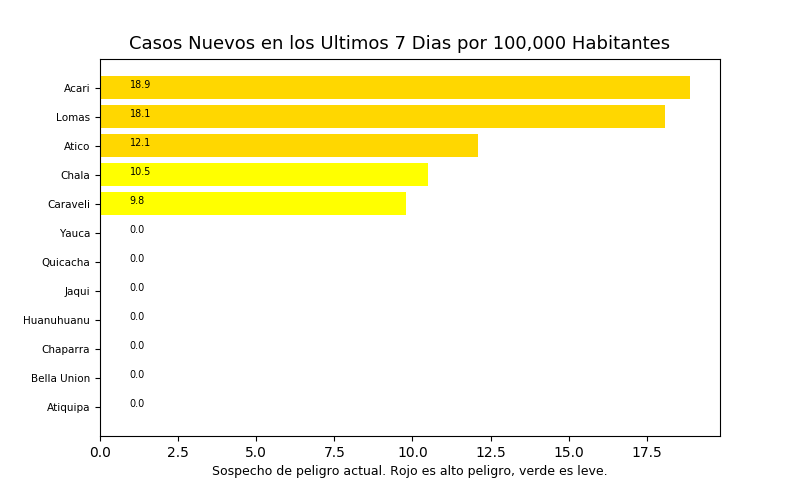 Casos Nuevos en los Ultimos 7 Dias por 100,000 Habitantes
Acari 18.9
Lomas 18.1
Atico 12.1
Chala 10.5
Caraveli 9.8
Yauca 0.0
Quicacha 0.0
Jaqui 0.0
Huanuhuanu 0.0
Chaparra 0.0
Bella Union 0.0
Atiquipa 0.0
0.0 2.5 5.0 7.5 10.0 12.5 15.0 17.5
Sospecho de peligro actual. Rojo es alto peligro, verde es leve.